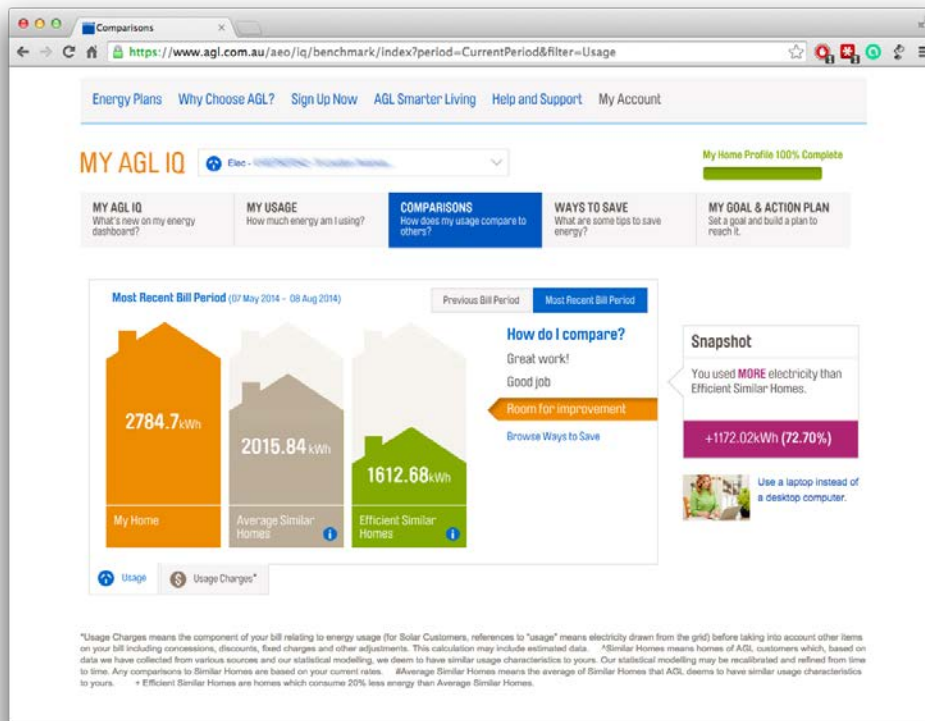 Comparisons
https://www.agl.com.au/aeo/iq/benchmark/index?period=CurrentPeriod&filter=Usage
Energy Plans Why Choose AGL? Sign Up Now AGL Smarter Living Help and Support My Account
MY AGL IQ
Elec -
My Home Profile 100% Complete
MY AGL IQ
What's new on my energy
dashboard?
MY USAGE
How much energy am I using?
COMPARISONS
How does my usage compare to
others?
WAYS TO SAVE
What are some tips to save
energy?
MY GOAL & ACTION PLAN
Set a goal and build a plan to
reach it.
Most Recent Bill Period (07 May 2014 - 08 Aug 2014)
Previous Bill Period
Most Recent Bill Period
2784.7kWh
My Home
2015.84 kWh
Average Similar
Homes
1612.68kWh
Efficient Similar
Homes
How do I compare?
Great work!
Good job
Room for improvement
Browse Ways to Save
Snapshot
You used MORE electricity than
Efficient Similar Homes.
+1172.02kWh (72.70%)
Use a laptop instead of
a desktop computer.
Usage
$ Usage Charges*
*Usage Charges means the component of your bill relating to energy usage (for Solar Customers, references to "usage" means electricity drawn from the grid) before taking into account other items
on your bill including concessions, discounts, fixed charges and other adjustments. This calculation may include estimated data. ^Similar Homes means homes of AGL customers which, based on
data we have collected from various sources and our statistical modelling, we deem to have similar usage characteristics to yours. Our statistical modelling may be recalibrated and refined from time
to time. Any comparisons to Similar Homes are based on your current rates. #Average Similar Homes means the average of Similar Homes that AGL deems to have similar usage characteristics
to yours. + Efficient Similar Homes are homes which consume 20% less energy than Average Similar Homes.